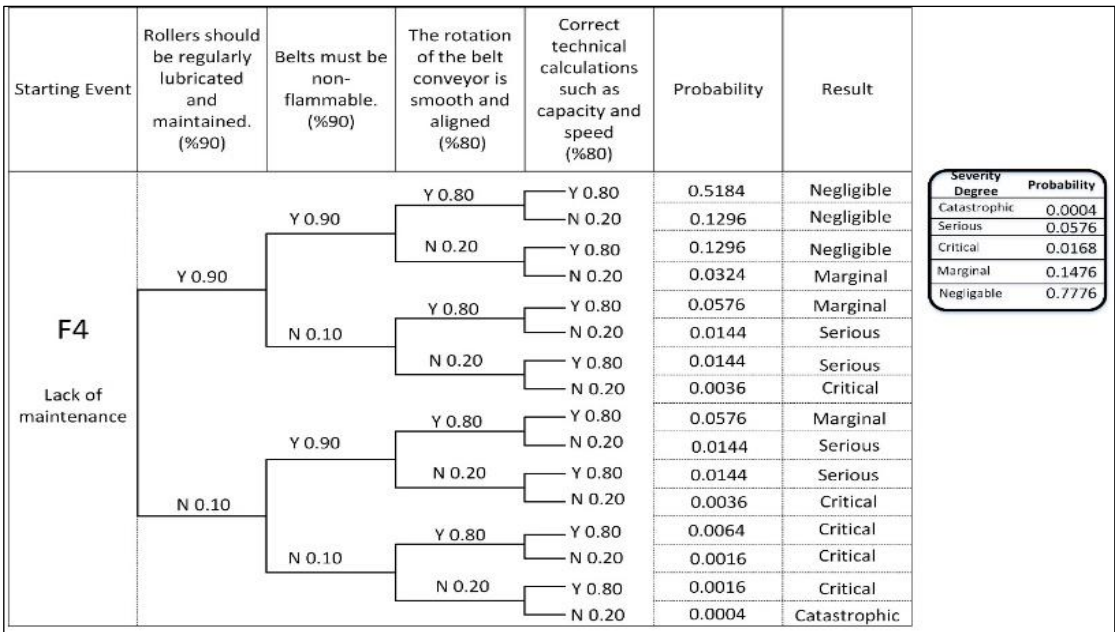 Starting Event
Rollers should
be regularly
lubricated
and
maintained.
(%90)
Belts must be
non-
flammable.
(%90)
The rotation
of the belt
conveyor is
smooth and
aligned
(%80)
Correct
technical
calculations
such as
capacity and
speed
(%80)
Probability
Result
F4
Lack of
maintenance
Y 0.90
N 0.10
Y 0.90
N 0.10
Y 0.90
N 0.10
Y 0.80
N 0.20
Y 0.80
N 0.20
Y 0.80
N 0.20
Y 0.80
N 0.20
Y 0.80 0.5184 Negligible
N 0.20 0.1296 Negligible
Y 0.80 0.1296 Negligible
N 0.20 0.0324 Marginal
Y 0.80 0.0576 Marginal
N 0.20 0.0144 Serious
Y 0.80 0.0144 Serious
N 0.20 0.0036 Critical
Y 0.80 0.0576 Marginal
N 0.20 0.0144 Serious
Y 0.80 0.0144 Serious
N 0.20 0.0036 Critical
Y 0.80 0.0064 Critical
N 0.20 0.0016 Critical
Y 0.80 0.0016 Critical
N 0.20 0.0004 Catastrophic
Severity
Degree
Probability
Catastrophic 0.0004
Serious 0.0576
Critical 0.0168
Marginal 0.1476
Negligable 0.7776